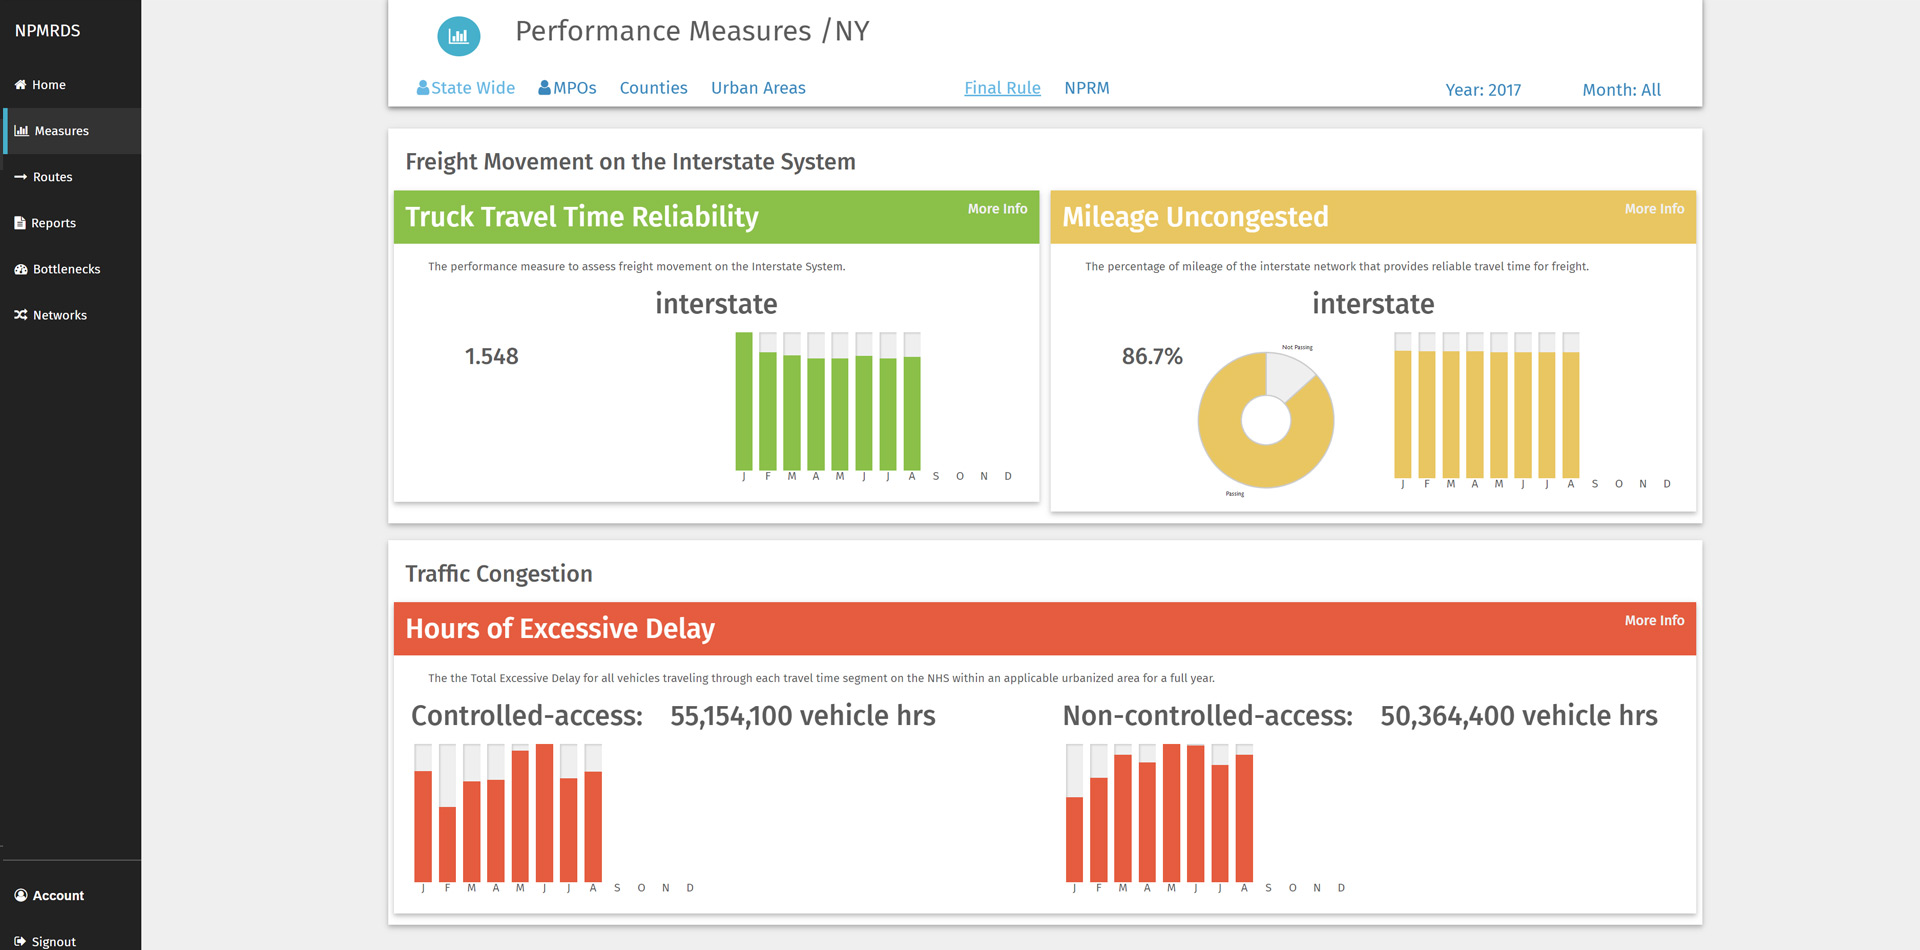 NPMRDS
Home
Measures
Routes
Reports
Bottlenecks
Networks
Account
Signout
Performance Measures /NY
State Wide MPOs Counties Urban Areas Final Rule NPRM Year: 2017 Month: All
Freight Movement on the Interstate System
Truck Travel Time Reliability More Info
The performance measure to assess freight movement on the Interstate System.
interstate
1.548
J F M A M J J A S O N D
Mileage Uncongested More Info
The percentage of mileage of the interstate network that provides reliable travel time for freight.
interstate
86.7%
Not Passing
Passing
J F M A M J J A S O N D
Traffic Congestion
Hours of Excessive Delay More Info
The the Total Excessive Delay for all vehicles traveling through each travel time segment on the NHS within an applicable urbanized area for a full year.
Controlled-access: 55,154,100 vehicle hrs
J F M A M J J A S O N D
Non-controlled-access: 50,364,400 vehicle hrs
J F M A M J J A S O N D